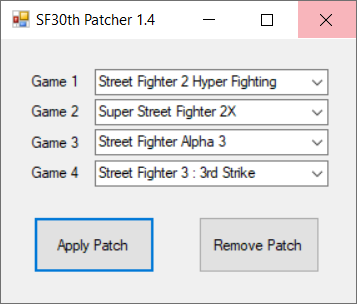 SF30th Patcher 1.4
Game 1 Street Fighter 2 Hyper Fighting
Game 2 Super Street Fighter 2X
Game 3 Street Fighter Alpha 3
Game 4 Street Fighter 3 : 3rd Strike
Apply Patch Remove Patch